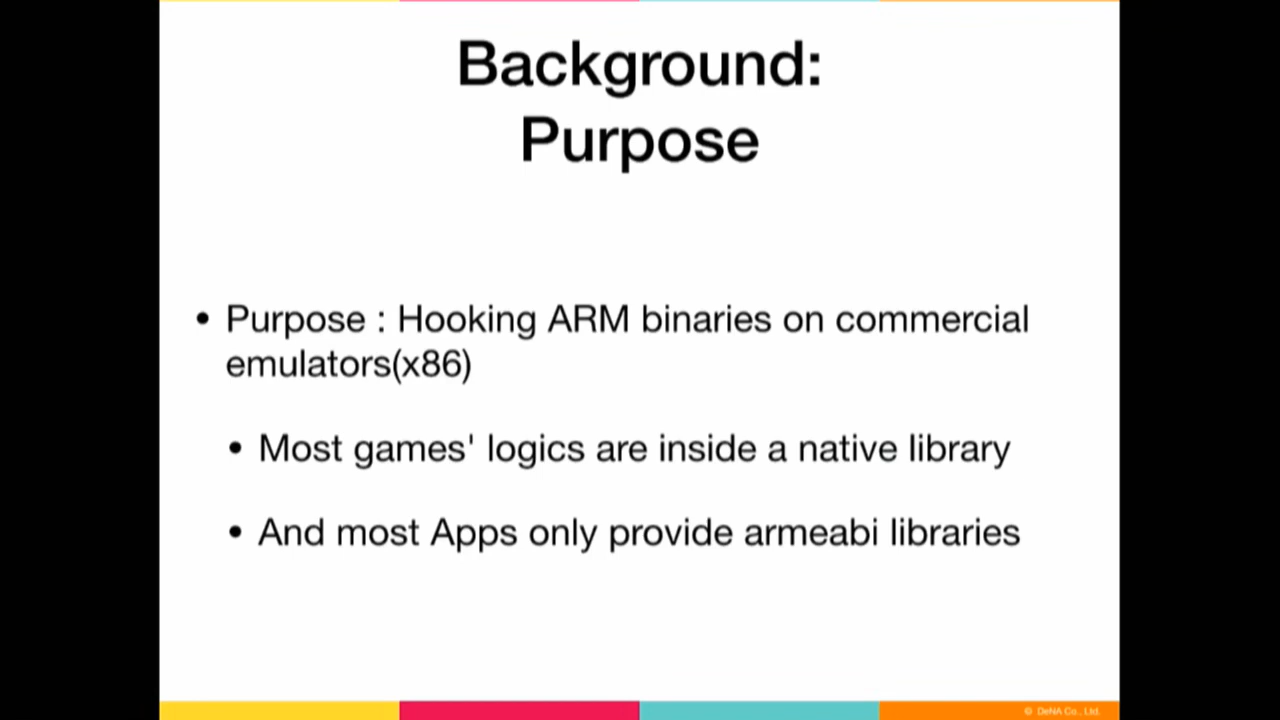 Background:
Purpose
• Purpose : Hooking ARM binaries on commercial
emulators(x86)
• Most games' logics are inside a native library
• And most Apps only provide armeabi libraries
© DeNA Co., Ltd.